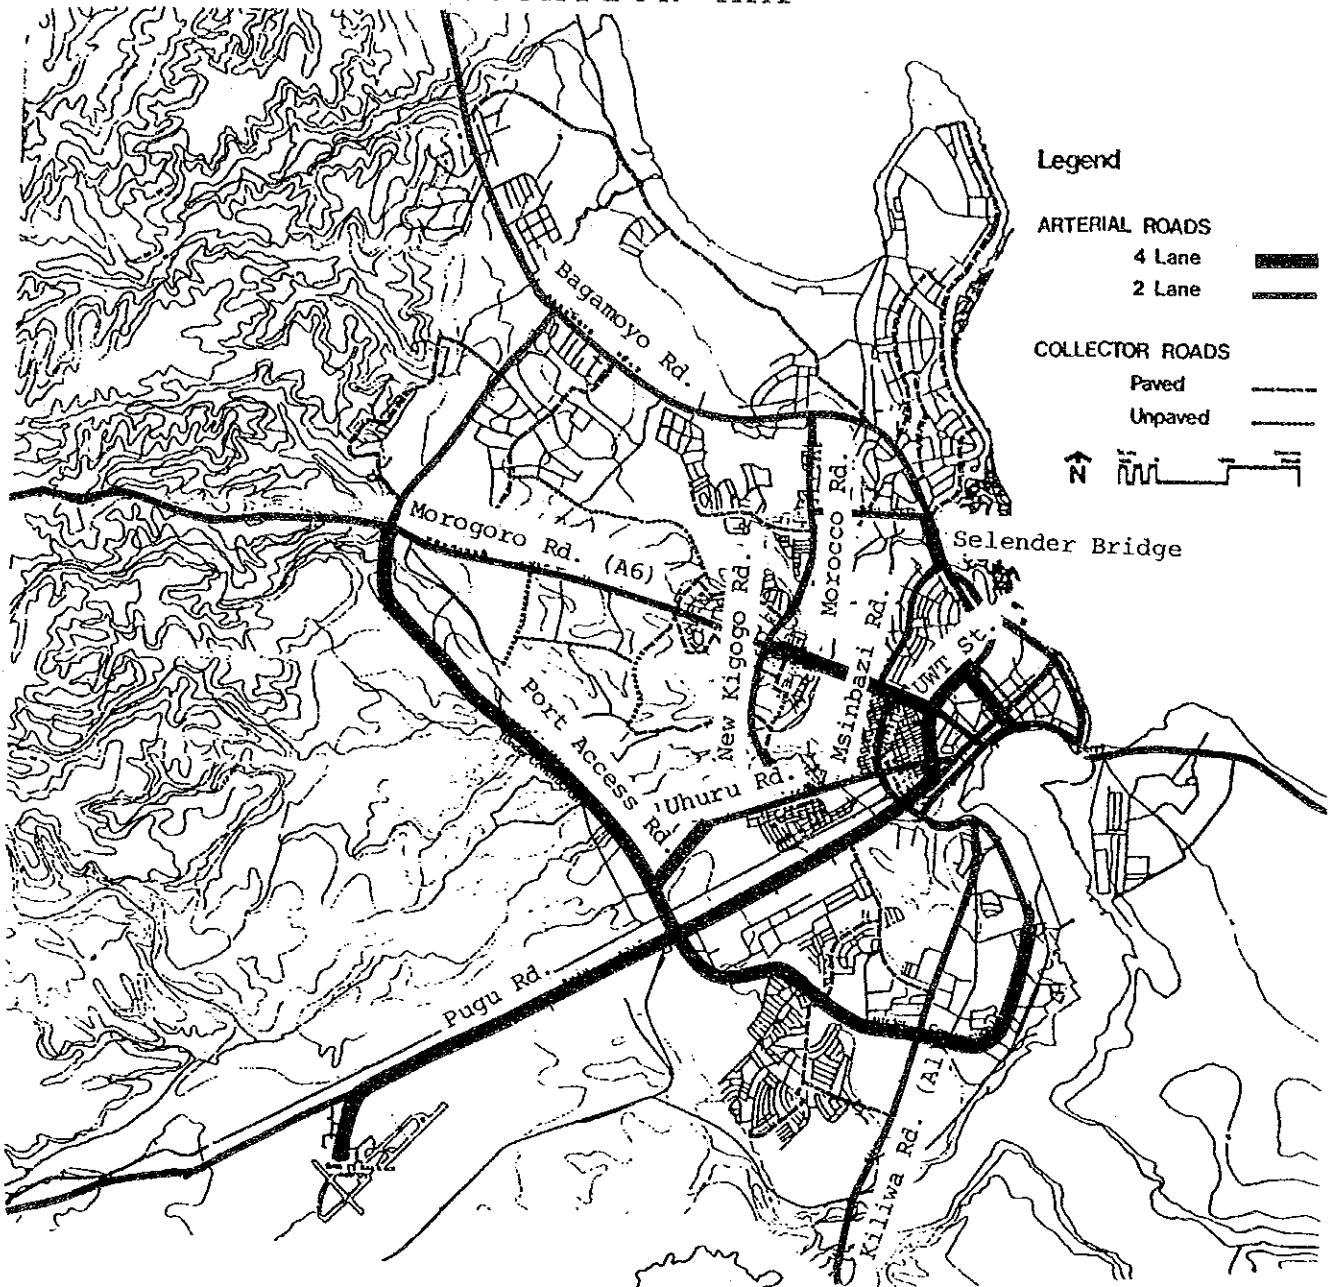 Legend
ARTERIAL ROADS
4 Lane
2 Lane
COLLECTOR ROADS
Paved
Unpaved
N
Bagamoyo Rd.
Morogoro Rd. (A6)
Selender Bridge
New Kigogo Rd.
Morocco Rd.
Msinbazi Rd.
UWT St.
Port Access Rd.
Uhuru Rd.
Pugu Rd.
Kiliwa Rd. (A1